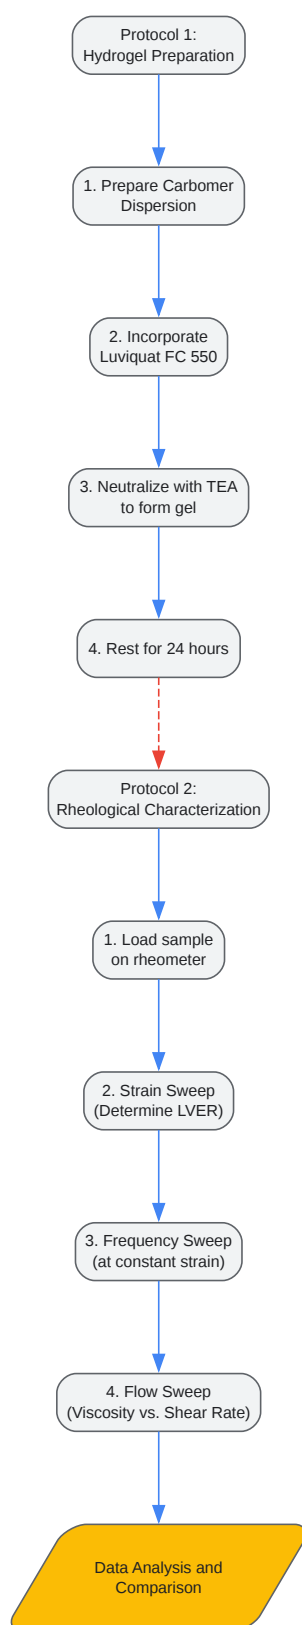 Protocol 1:
Hydrogel Preparation
1. Prepare Carbomer
Dispersion
2. Incorporate
Luviquat FC 550
3. Neutralize with TEA
to form gel
4. Rest for 24 hours
Protocol 2:
Rheological Characterization
1. Load sample
on rheometer
2. Strain Sweep
(Determine LVER)
3. Frequency Sweep
(at constant strain)
4. Flow Sweep
(Viscosity vs. Shear Rate)
Data Analysis and
Comparison